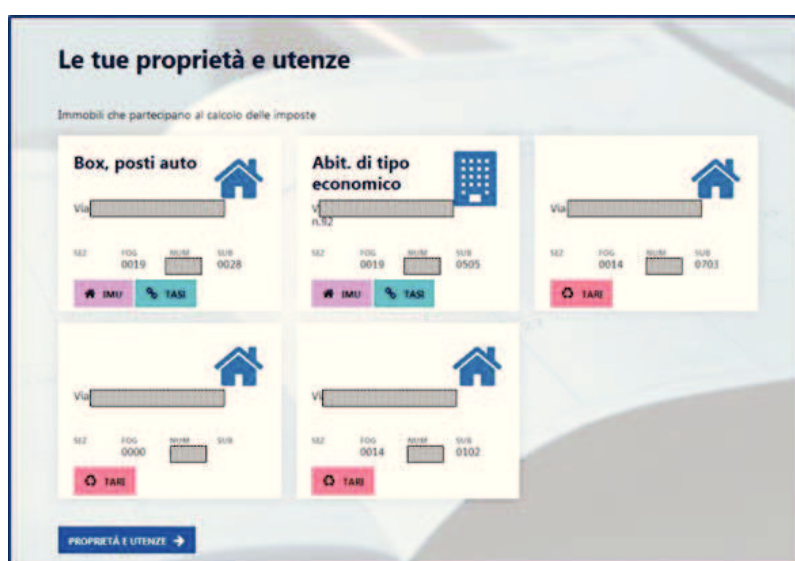 Le tue proprietà e utenze
Immobili che partecipano al calcolo delle imposte
Box, posti auto
Via
SEZ FOG NUM SUB
0019 0028
IMU TASI
Abit. di tipo
economico
V
n.92
SEZ FOG NUM SUB
0019 0505
IMU TASI
Via
SEZ FOG NUM SUB
0014 0703
TARI
Via
SEZ FOG NUM SUB
0000
TARI
Vi
SEZ FOG NUM SUB
0014 0102
TARI
PROPRIETÀ E UTENZE